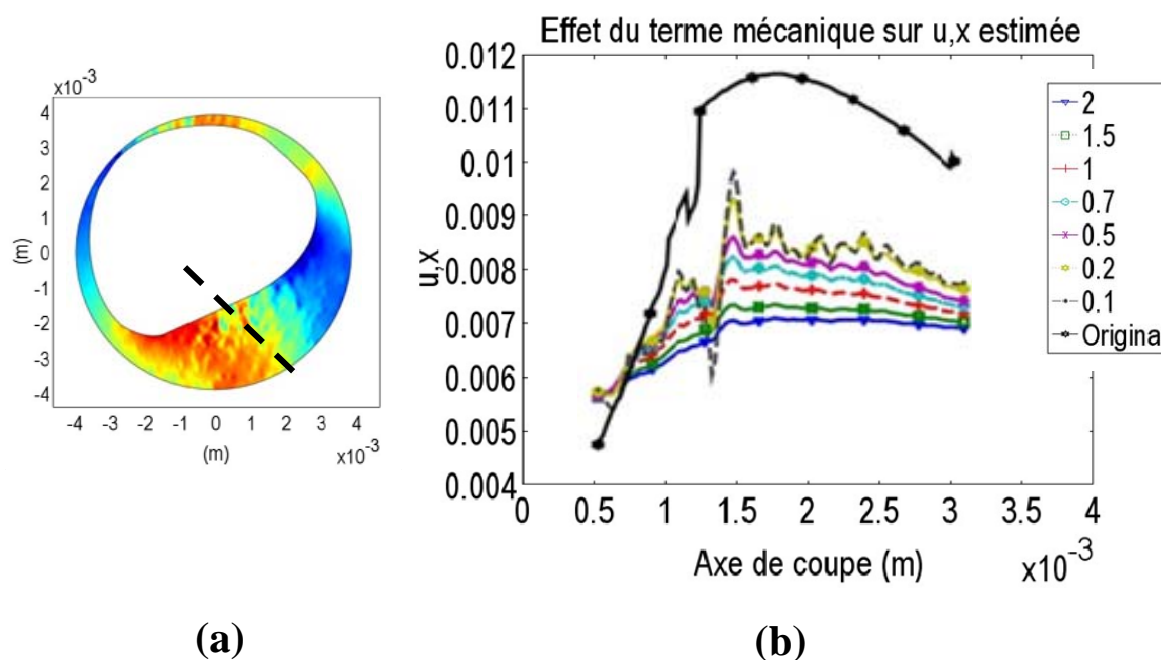 Effet du terme mécanique sur u,x estimée
x10^-3
4
3
2
1
0
-1
-2
-3
-4
(m)
-4 -3 -2 -1 0 1 2 3 4
(m)
x10^-3
0.012
0.011
0.01
0.009
0.008
0.007
0.006
0.005
0.004
u,x
0 0.5 1 1.5 2 2.5 3 3.5 4
Axe de coupe (m)
x10^-3
2
1.5
1
0.7
0.5
0.2
0.1
Origina
(a)
(b)